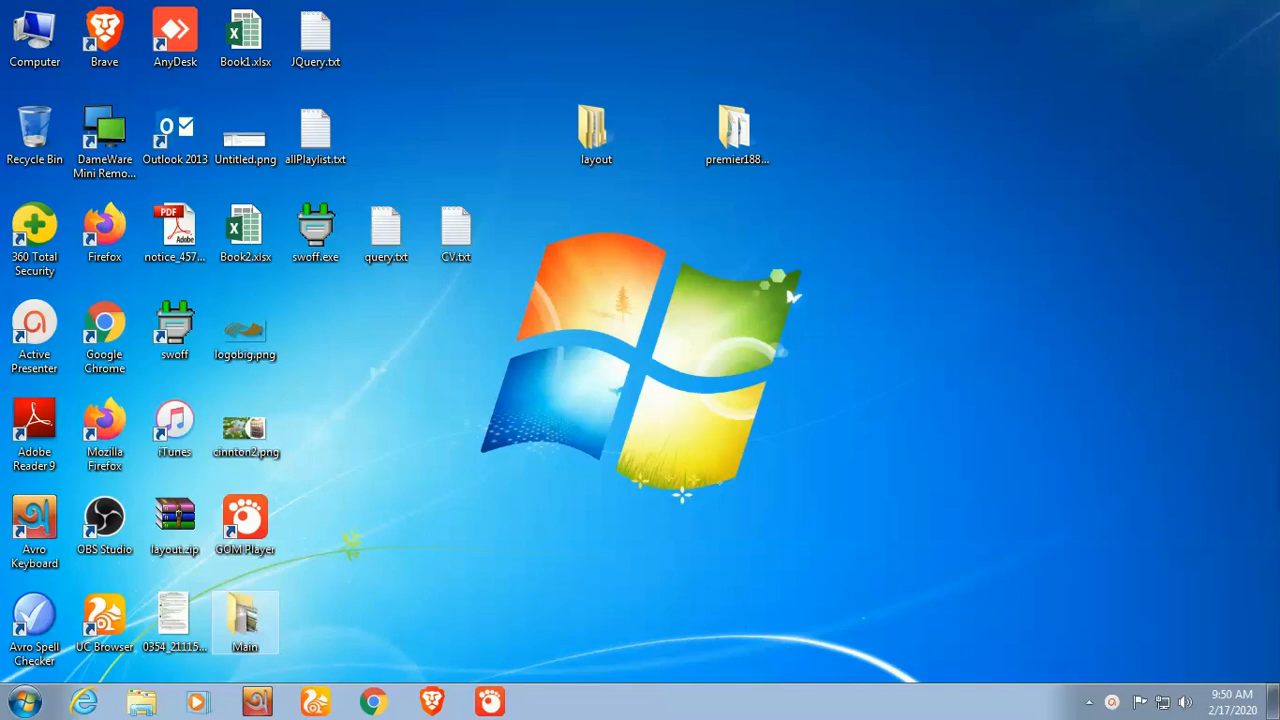 Computer
Brave
AnyDesk
Book1.xlsx
JQuery.txt
Recycle Bin
DameWare
Mini Remo...
Outlook 2013
Untitled.png
allPlaylist.txt
layout
premier188...
360 Total
Security
Firefox
notice_457...
Book2.xlsx
swoff.exe
query.txt
CV.txt
Active
Presenter
Google
Chrome
swoff
logobig.png
Adobe
Reader 9
Mozilla
Firefox
iTunes
cinnton2.png
Avro
Keyboard
OBS Studio
layout.zip
GOM Player
Avro Spell
Checker
UC Browser
0354_21115...
Main
PDF
Adobe
9:50 AM
2/17/2020